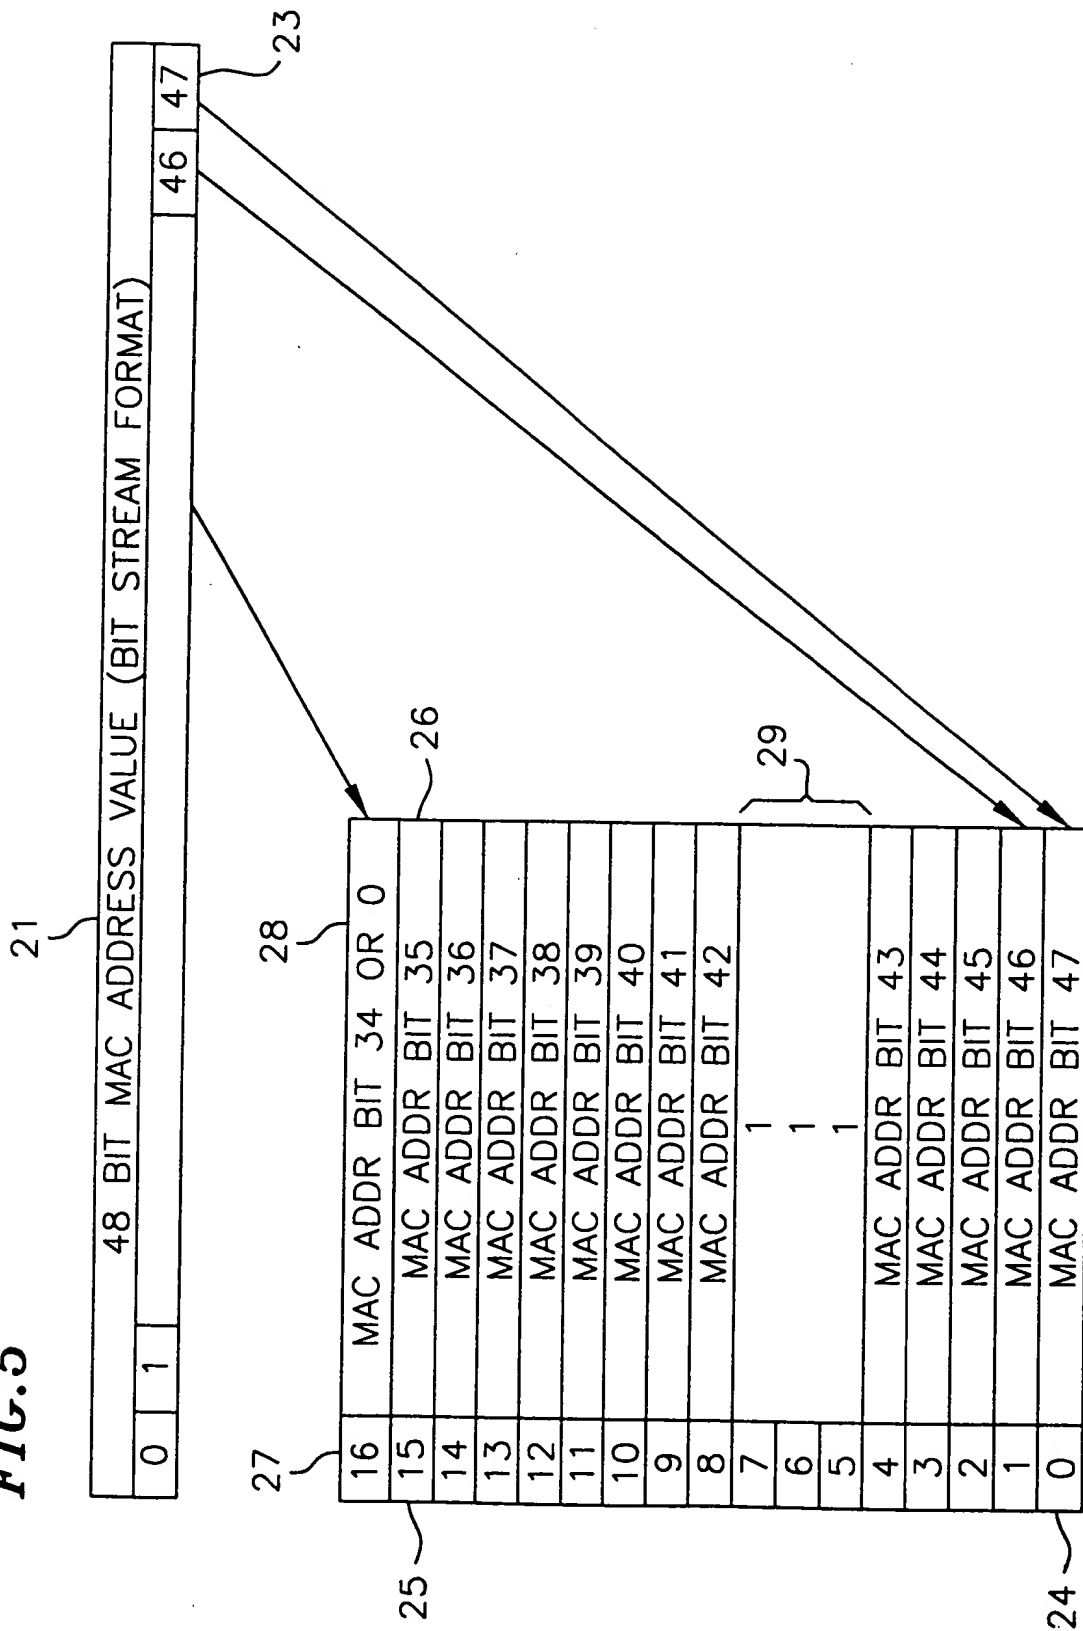 FIG.5
21
48 BIT MAC ADDRESS VALUE (BIT STREAM FORMAT)
0 1 46 47
23
27
28
16 MAC ADDR BIT 34 OR 0
15 MAC ADDR BIT 35
25
26
14 MAC ADDR BIT 36
13 MAC ADDR BIT 37
12 MAC ADDR BIT 38
11 MAC ADDR BIT 39
10 MAC ADDR BIT 40
9 MAC ADDR BIT 41
8 MAC ADDR BIT 42
7 1
6 1
5 1
29
4 MAC ADDR BIT 43
3 MAC ADDR BIT 44
2 MAC ADDR BIT 45
1 MAC ADDR BIT 46
0 MAC ADDR BIT 47
24